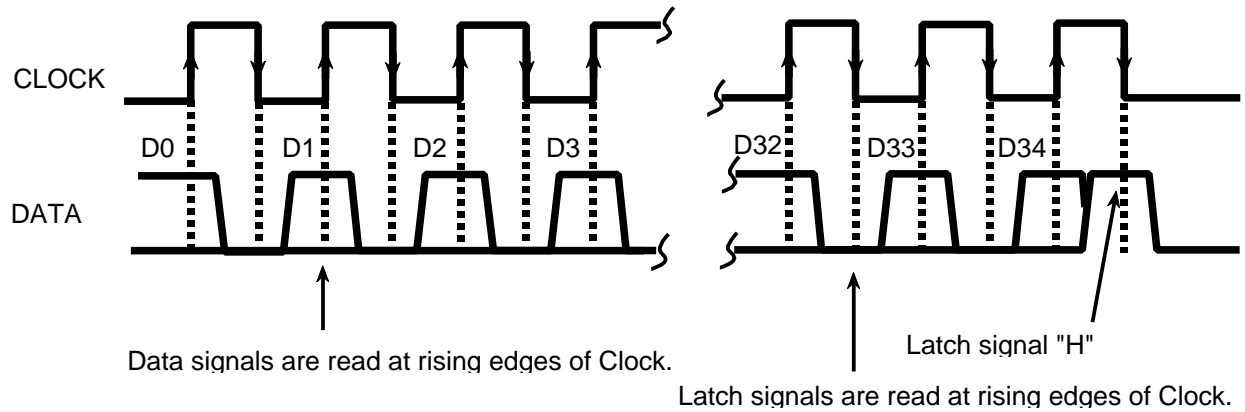 CLOCK
D0 D1 D2 D3 D32 D33 D34
DATA
Data signals are read at rising edges of Clock.
Latch signal "H"
Latch signals are read at rising edges of Clock.